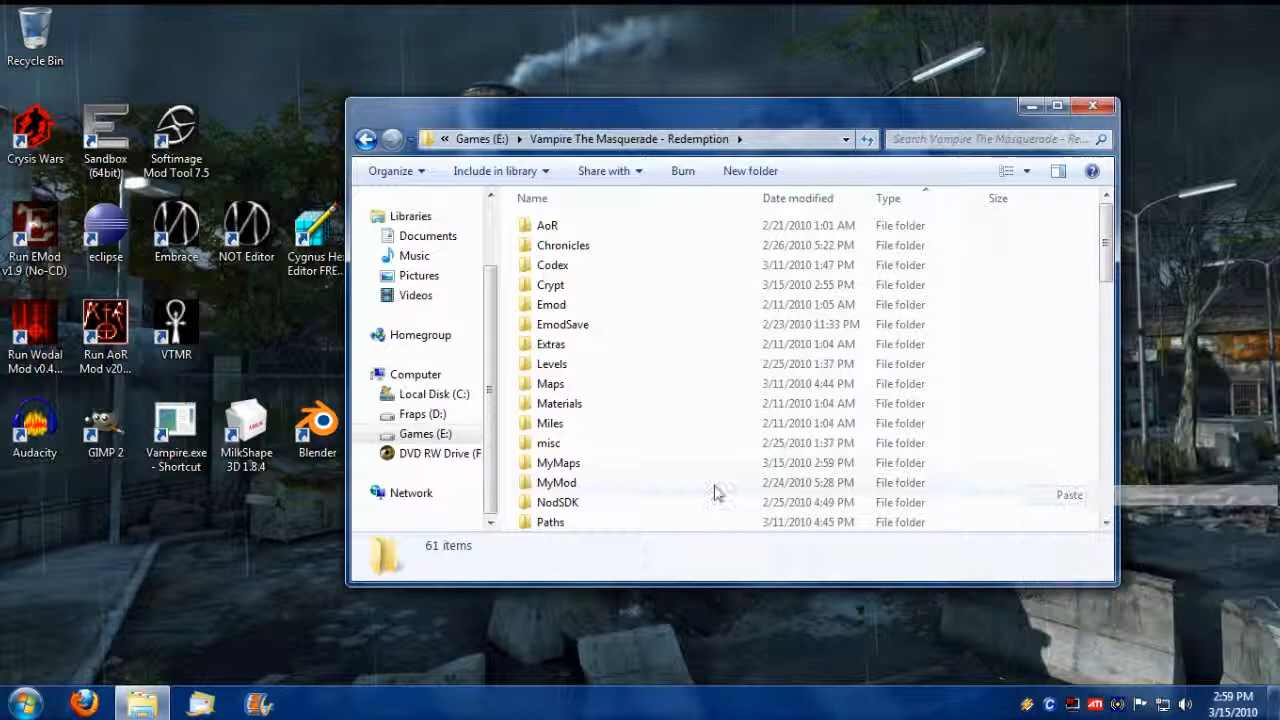 Recycle Bin
Crysis Wars
Sandbox (64bit)
Softimage Mod Tool 7.5
Run EMod v1.9 (No-CD)
eclipse
Embrace
NOT Editor
Cygnus Hex Editor FRE...
Run Wodal Mod v0.4...
Run AoR Mod v20...
VTMR
Audacity
GIMP 2
Vampire.exe - Shortcut
MilkShape 3D 1.8.4
Blender
« Games (E:) Vampire The Masquerade - Redemption
Search Vampire The Masquerade - Re...
Organize Include in library Share with Burn New folder
Libraries
Documents
Music
Pictures
Videos
Homegroup
Computer
Local Disk (C:)
Fraps (D:)
Games (E:)
DVD RW Drive (F
Network
Name Date modified Type Size
AoR 2/21/2010 1:01 AM File folder
Chronicles 2/26/2010 5:22 PM File folder
Codex 3/11/2010 1:47 PM File folder
Crypt 3/15/2010 2:55 PM File folder
Emod 2/11/2010 1:05 AM File folder
EmodSave 2/23/2010 11:33 PM File folder
Extras 2/11/2010 1:04 AM File folder
Levels 2/25/2010 1:37 PM File folder
Maps 3/11/2010 4:44 PM File folder
Materials 2/11/2010 1:04 AM File folder
Miles 2/11/2010 1:04 AM File folder
misc 2/25/2010 1:37 PM File folder
MyMaps 3/15/2010 2:59 PM File folder
MyMod 2/24/2010 5:28 PM File folder
NodSDK 2/25/2010 4:49 PM File folder
Paths 3/11/2010 4:45 PM File folder
Paste
61 items
2:59 PM
3/15/2010